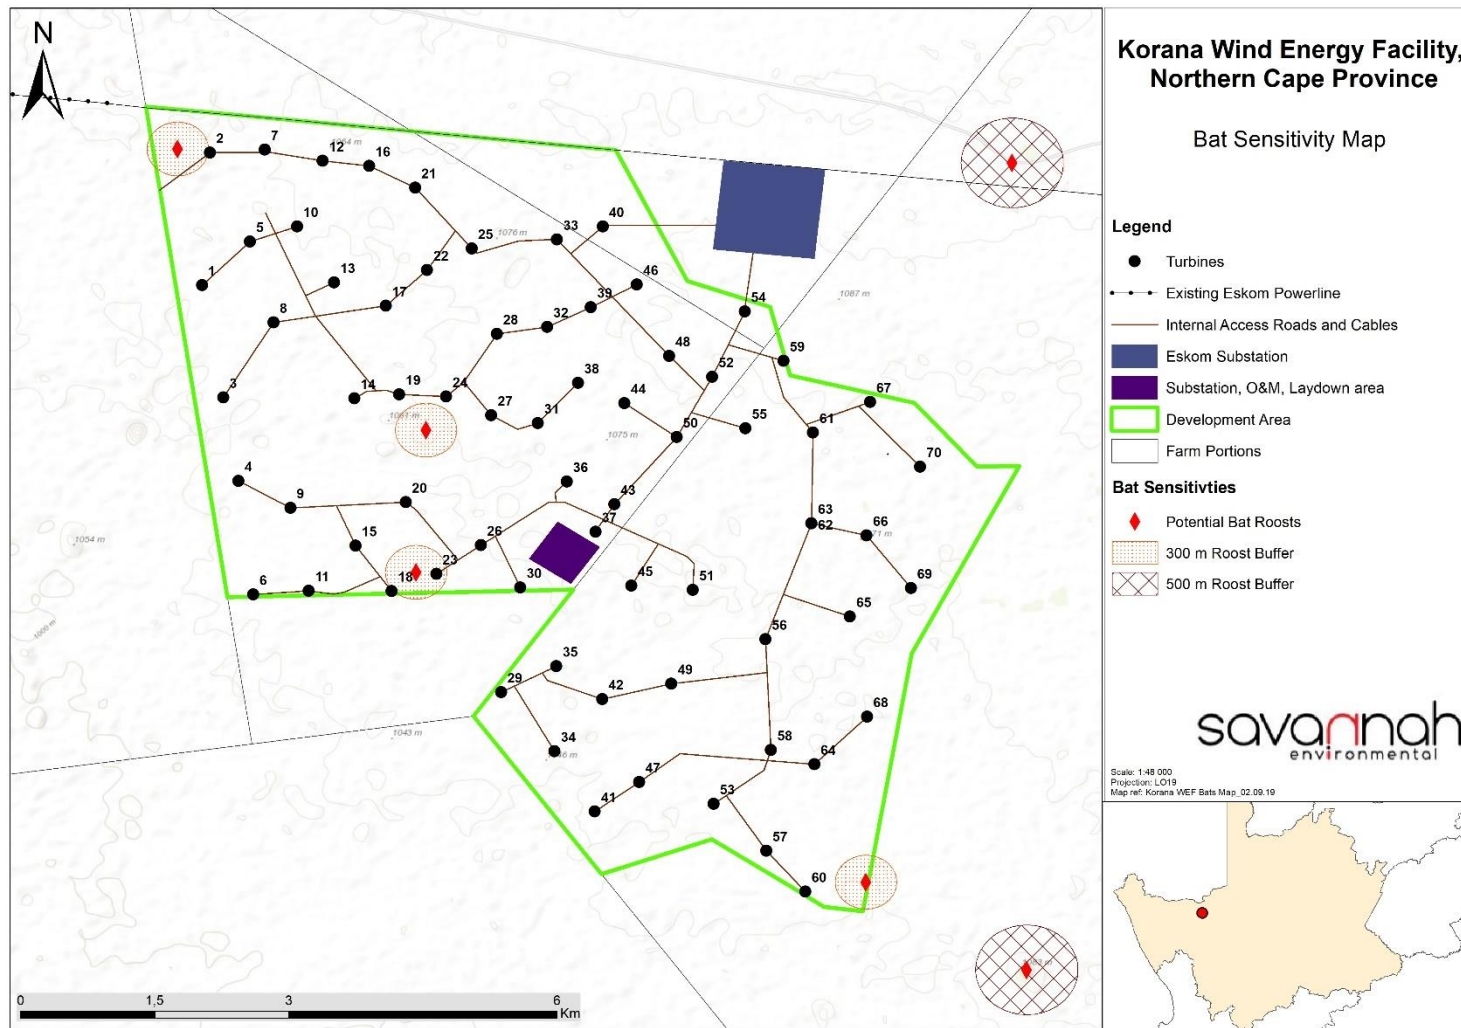 N
Korana Wind Energy Facility,
Northern Cape Province
Bat Sensitivity Map
Legend
Turbines
Existing Eskom Powerline
Internal Access Roads and Cables
Eskom Substation
Substation, O&M, Laydown area
Development Area
Farm Portions
Bat Sensitivties
Potential Bat Roosts
300 m Roost Buffer
500 m Roost Buffer
savannah
environmental
Scale: 1:48 000
Projection: LO19
Map ref: Korana WEF Bats Map_02.09.19
2
7
12
16
21
10
5
1
13
8
17
22
25
33
40
46
39
32
28
3
14
19
24
27
31
38
48
52
54
59
44
50
55
61
67
70
4
9
20
15
6
11
18
23
26
30
36
37
43
45
51
63
62
66
69
65
56
35
29
42
49
34
58
68
64
47
41
53
57
60
1076 m
1087 m
1075 m
1054 m
1043 m
0
1,5
3
6
Km